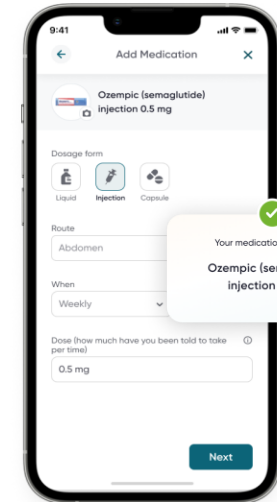 9:41
Add Medication
Ozempic (semaglutide)
injection 0.5 mg
Dosage form
Liquid
Injection
Capsule
Route
Abdomen
When
Weekly
Your medicatio
Ozempic (se
injection
Dose (how much have you been told to take
per time)
0.5 mg
Next